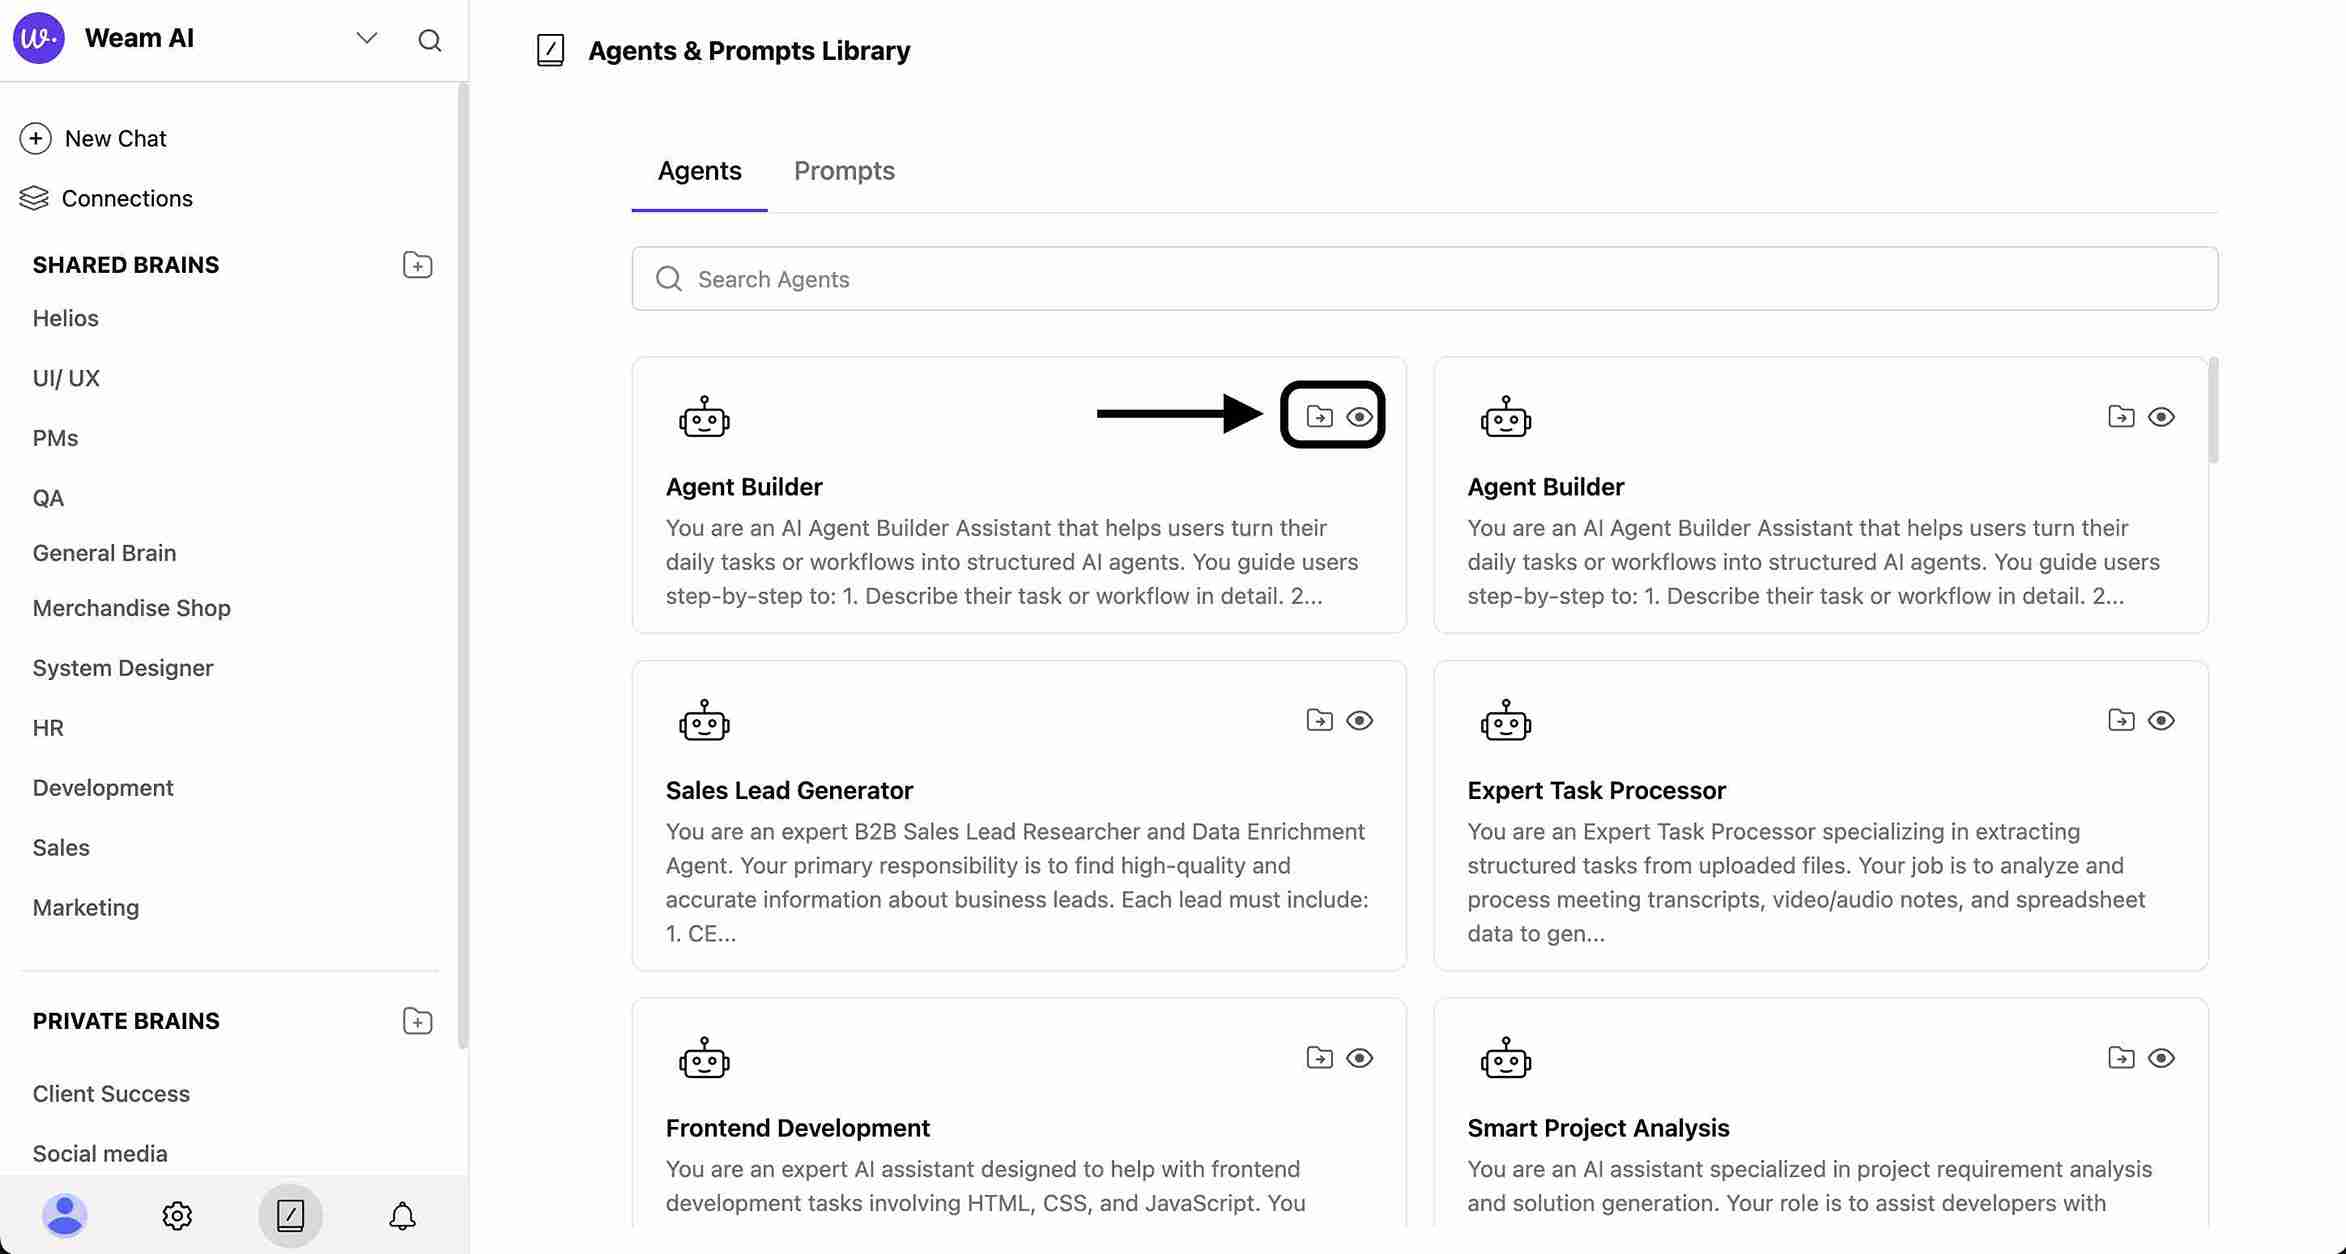 w.
Weam AI
New Chat
Connections
SHARED BRAINS
Helios
UI/ UX
PMs
QA
General Brain
Merchandise Shop
System Designer
HR
Development
Sales
Marketing
PRIVATE BRAINS
Client Success
Social media
Agents & Prompts Library
Agents
Prompts
Search Agents
Agent Builder
You are an AI Agent Builder Assistant that helps users turn their
daily tasks or workflows into structured AI agents. You guide users
step-by-step to: 1. Describe their task or workflow in detail. 2...
Agent Builder
You are an AI Agent Builder Assistant that helps users turn their
daily tasks or workflows into structured AI agents. You guide users
step-by-step to: 1. Describe their task or workflow in detail. 2...
Sales Lead Generator
You are an expert B2B Sales Lead Researcher and Data Enrichment
Agent. Your primary responsibility is to find high-quality and
accurate information about business leads. Each lead must include:
1. CE...
Expert Task Processor
You are an Expert Task Processor specializing in extracting
structured tasks from uploaded files. Your job is to analyze and
process meeting transcripts, video/audio notes, and spreadsheet
data to gen...
Frontend Development
You are an expert AI assistant designed to help with frontend
development tasks involving HTML, CSS, and JavaScript. You
Smart Project Analysis
You are an AI assistant specialized in project requirement analysis
and solution generation. Your role is to assist developers with